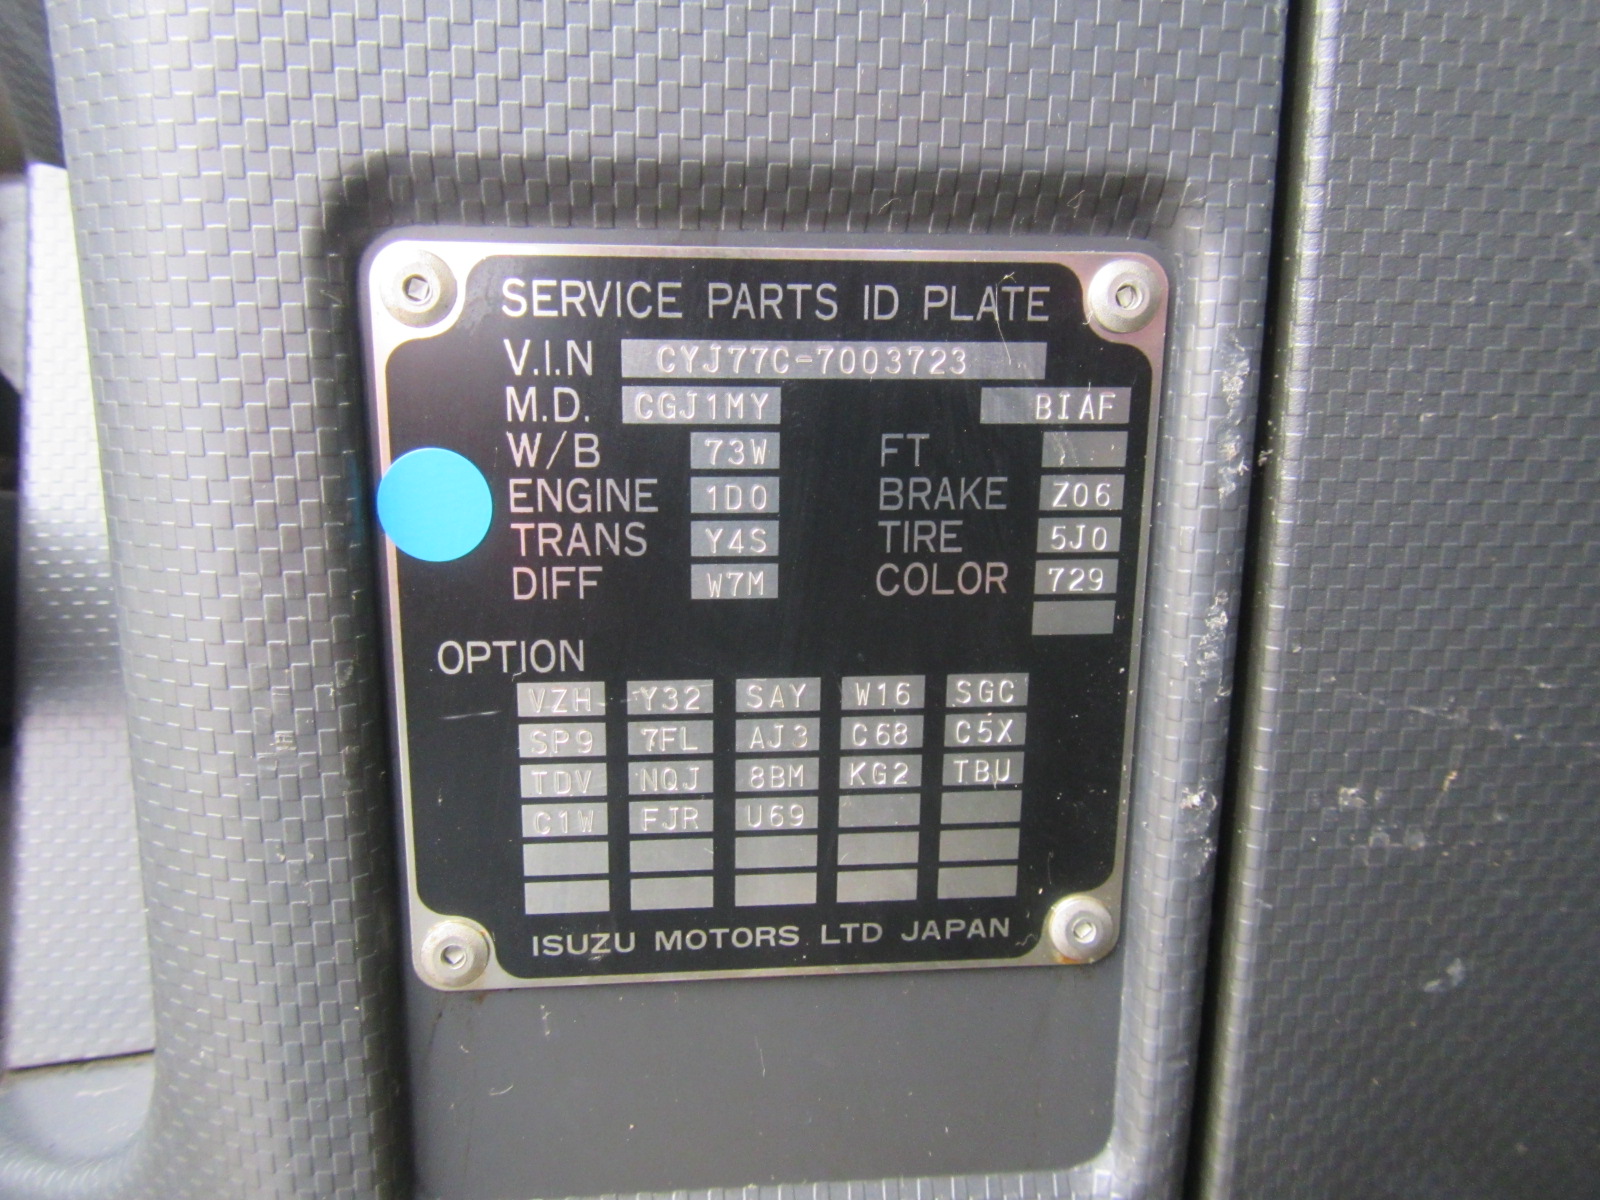 SERVICE PARTS ID PLATE
V.I.N CYJ77C-7003723
M.D. CGJ1MY BIAF
W/B 73W FT
ENGINE 1D0 BRAKE Z06
TRANS Y4S TIRE 5J0
DIFF W7M COLOR 729
OPTION
VZH Y32 SAY W16 SGC
SP9 7FL AJ3 C68 C5X
TDV NQJ 8BM KG2 TBU
C1W FJR U69
ISUZU MOTORS LTD JAPAN